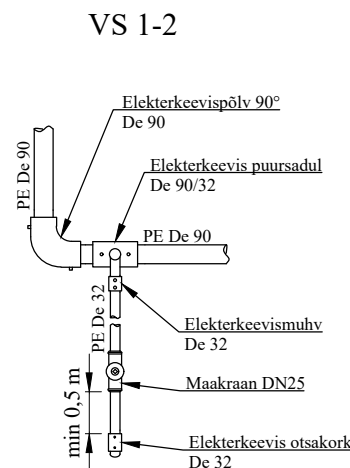 VS 1-2
Elekterkeevispõlv 90°
De 90
PE De 90
Elekterkeevis puursadul
De 90/32
PE De 90
PE De 32
Elekterkeevismuhv
De 32
Maakraan DN25
min 0,5 m
Elekterkeevis otsakork
De 32